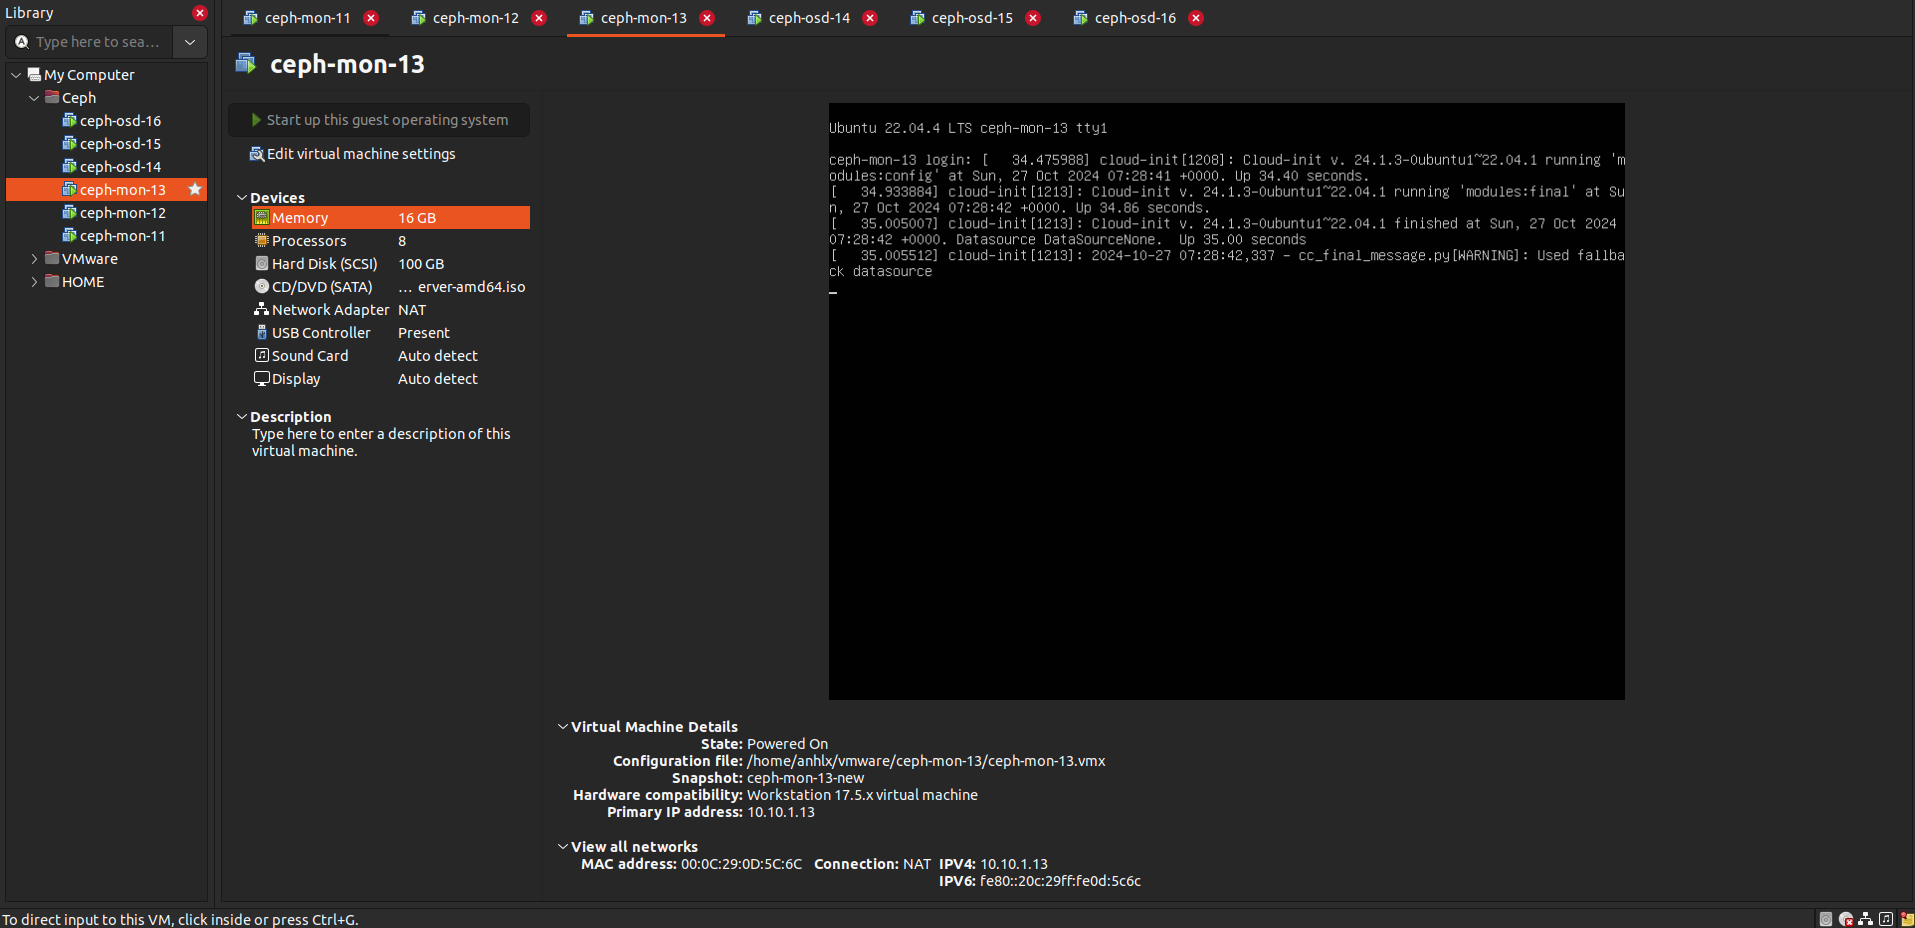 Library
Type here to sea...
My Computer
Ceph
ceph-osd-16
ceph-osd-15
ceph-osd-14
ceph-mon-13
ceph-mon-12
ceph-mon-11
VMware
HOME
ceph-mon-11
ceph-mon-12
ceph-mon-13
ceph-osd-14
ceph-osd-15
ceph-osd-16
ceph-mon-13
Start up this guest operating system
Edit virtual machine settings
Devices
Memory 16 GB
Processors 8
Hard Disk (SCSI) 100 GB
CD/DVD (SATA) ... erver-amd64.iso
Network Adapter NAT
USB Controller Present
Sound Card Auto detect
Display Auto detect
Description
Type here to enter a description of this
virtual machine.
Ubuntu 22.04.4 LTS ceph-mon-13 tty1
ceph-mon-13 login: [   34.475988] cloud-init[1208]: Cloud-init v. 24.1.3-0ubuntu1~22.04.1 running 'm
odules:config' at Sun, 27 Oct 2024 07:28:41 +0000. Up 34.40 seconds.
[   34.933884] cloud-init[1213]: Cloud-init v. 24.1.3-0ubuntu1~22.04.1 running 'modules:final' at Su
n, 27 Oct 2024 07:28:42 +0000. Up 34.86 seconds.
[   35.005007] cloud-init[1213]: Cloud-init v. 24.1.3-0ubuntu1~22.04.1 finished at Sun, 27 Oct 2024
07:28:42 +0000. Datasource DataSourceNone.  Up 35.00 seconds
[   35.005512] cloud-init[1213]: 2024-10-27 07:28:42,337 - cc_final_message.py[WARNING]: Used fallba
ck datasource
Virtual Machine Details
State: Powered On
Configuration file: /home/anhlx/vmware/ceph-mon-13/ceph-mon-13.vmx
Snapshot: ceph-mon-13-new
Hardware compatibility: Workstation 17.5.x virtual machine
Primary IP address: 10.10.1.13
View all networks
MAC address: 00:0C:29:0D:5C:6C Connection: NAT IPV4: 10.10.1.13
IPV6: fe80::20c:29ff:fe0d:5c6c
To direct input to this VM, click inside or press Ctrl+G.